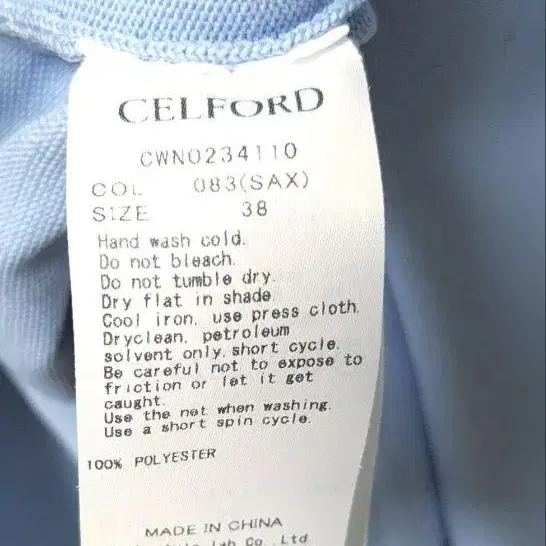 CELFORD
CWNO234110
COL 083(SAX)
SIZE 38
Hand wash cold.
Do not bleach.
Do not tumble dry.
Dry flat in shade.
Cool iron, use press cloth.
Dryclean, petroleum
solvent only, short cycle.
Be careful not to expose to
friction or let it get
caught.
Use the net when washing.
Use a short spin cycle.
100% POLYESTER
MADE IN CHINA
Co., Ltd.